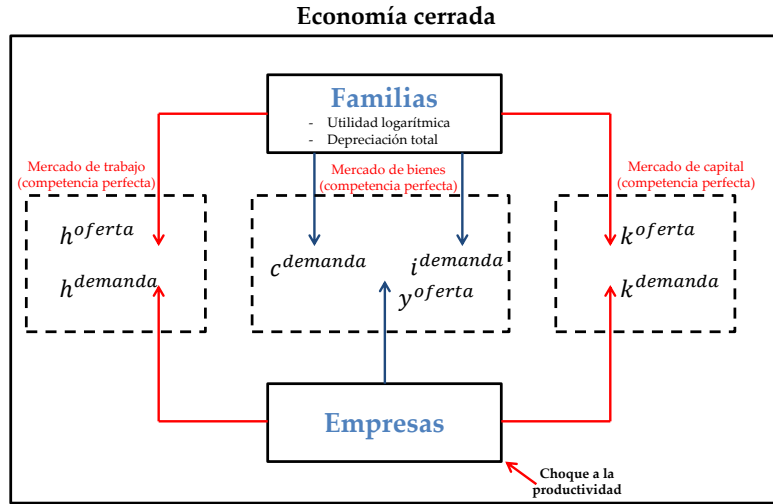 Economía cerrada
Familias
- Utilidad logarítmica
- Depreciación total
Mercado de trabajo
(competencia perfecta)
Mercado de bienes
(competencia perfecta)
Mercado de capital
(competencia perfecta)
h^oferta
h^demanda
c^demanda
i^demanda
y^oferta
k^oferta
k^demanda
Empresas
Choque a la
productividad